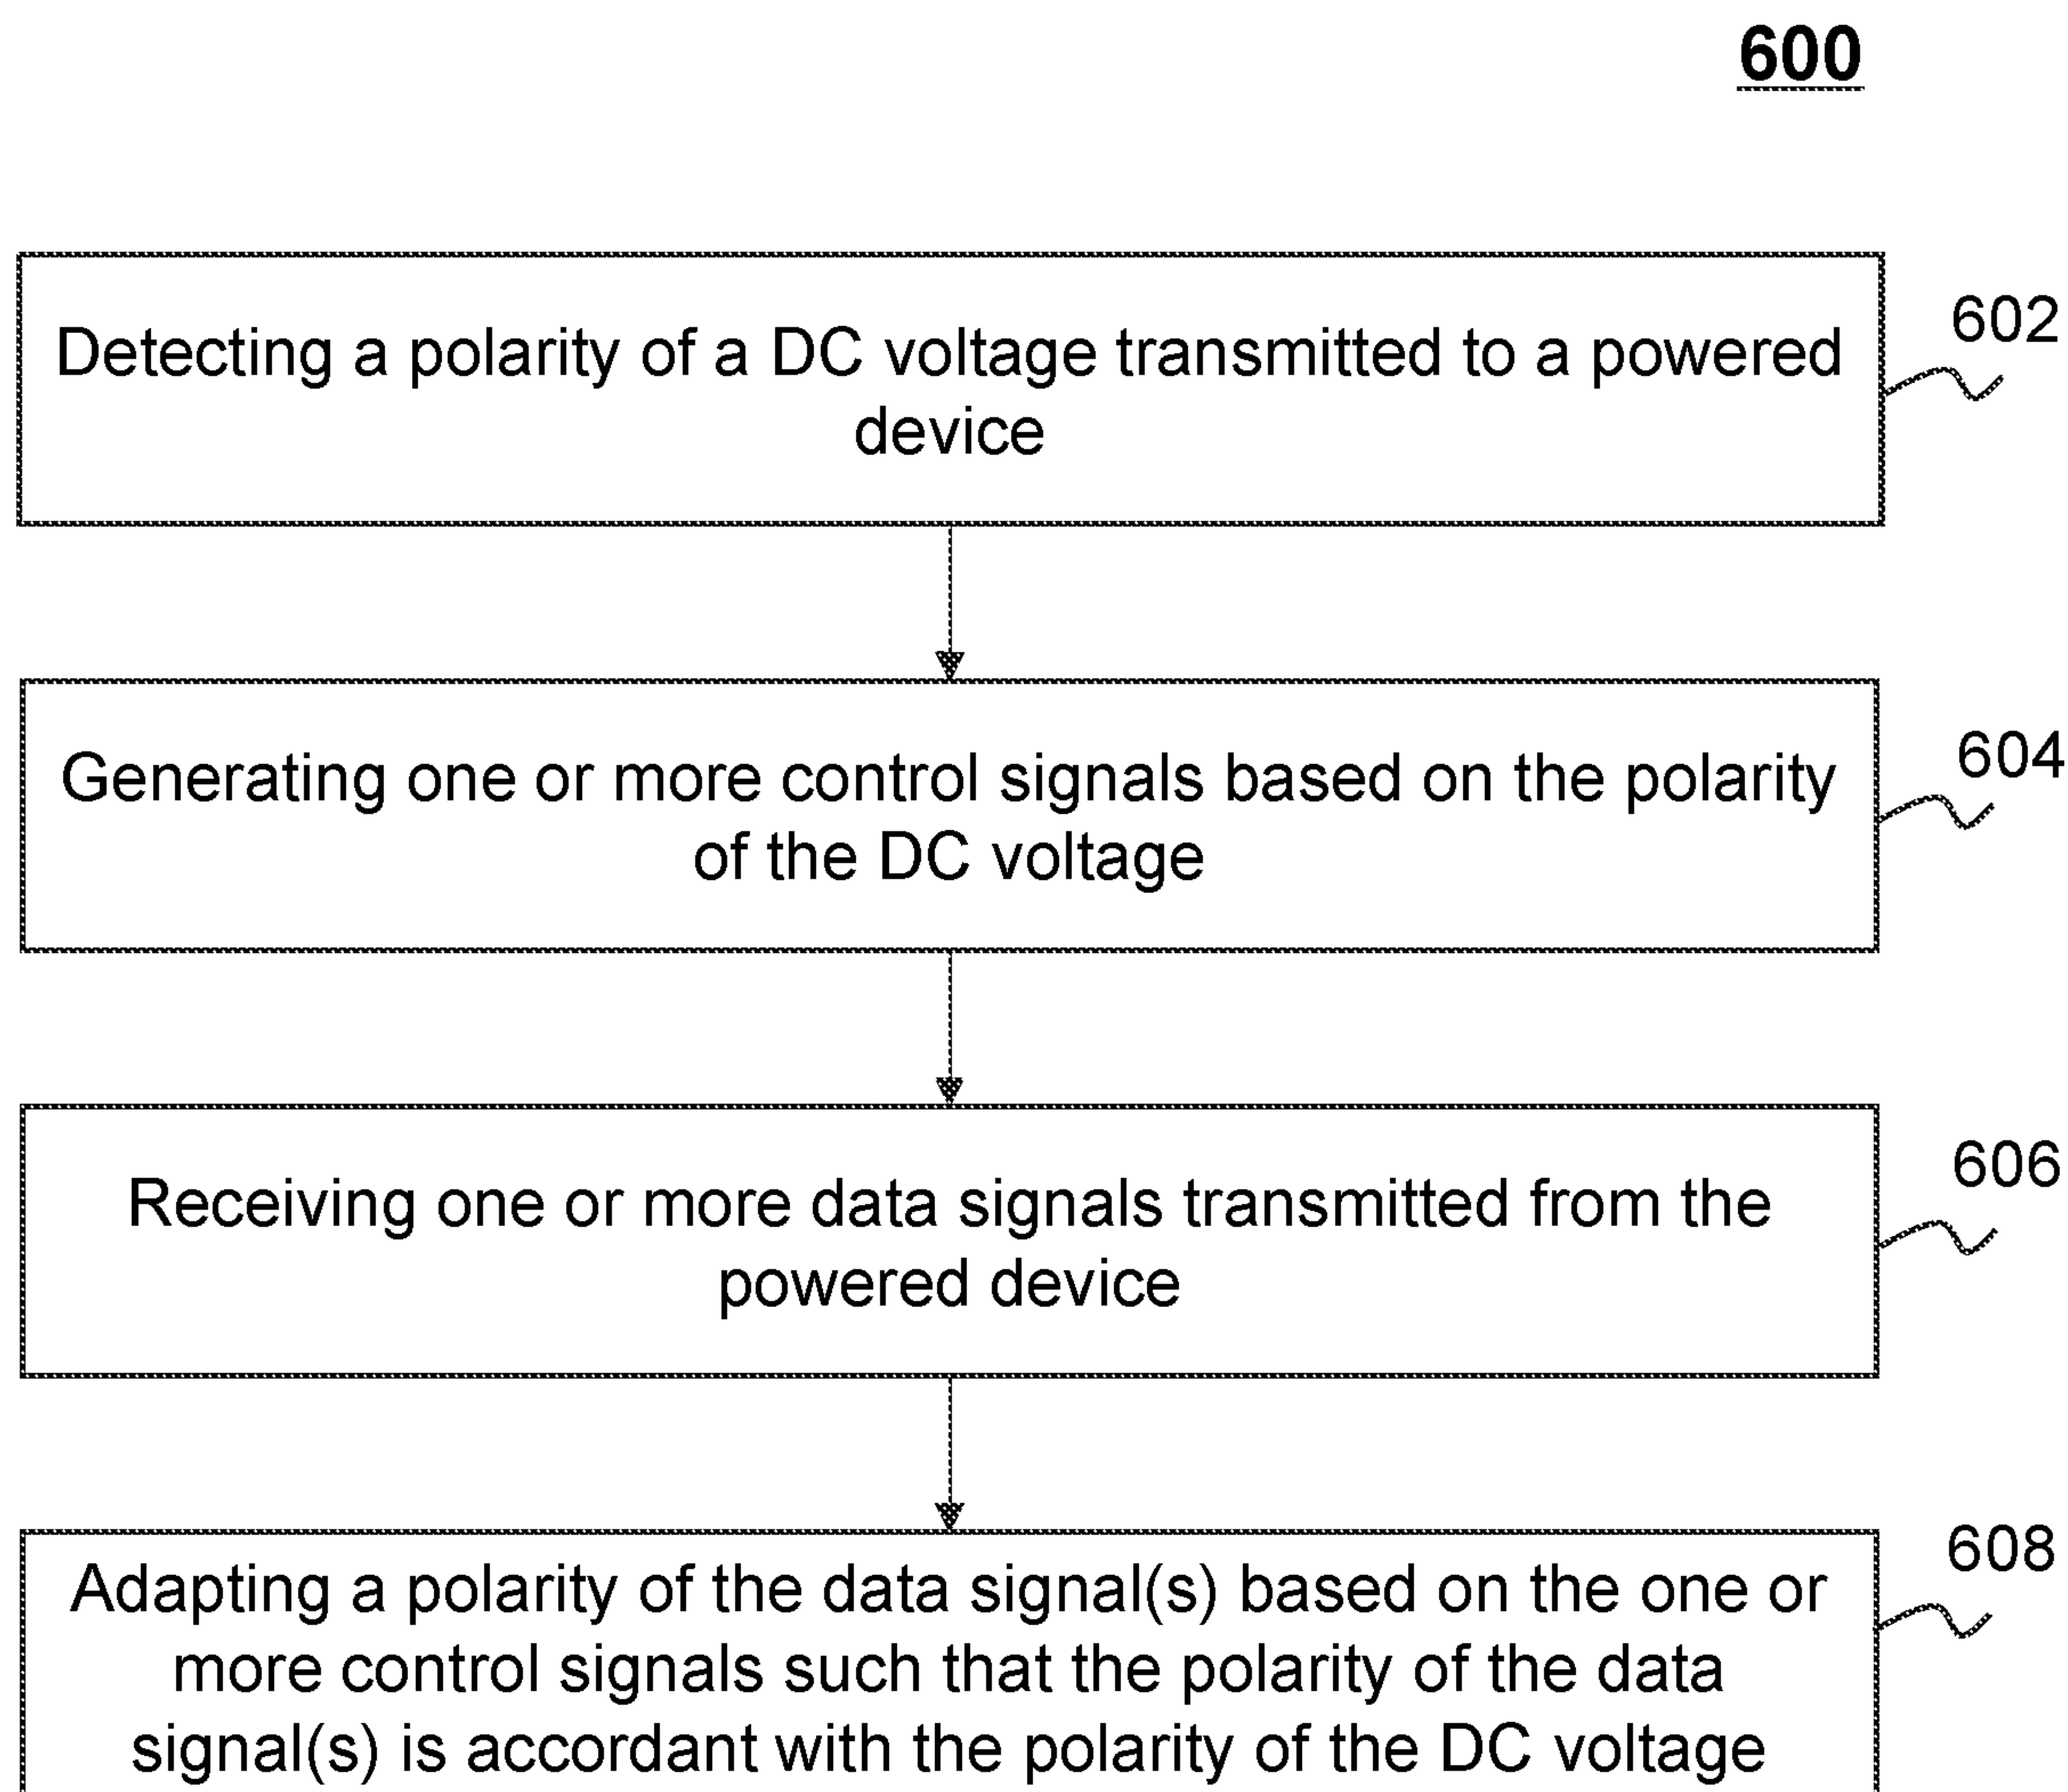 600
Detecting a polarity of a DC voltage transmitted to a powered
device
602
Generating one or more control signals based on the polarity
of the DC voltage
604
Receiving one or more data signals transmitted from the
powered device
606
Adapting a polarity of the data signal(s) based on the one or
more control signals such that the polarity of the data
signal(s) is accordant with the polarity of the DC voltage
608